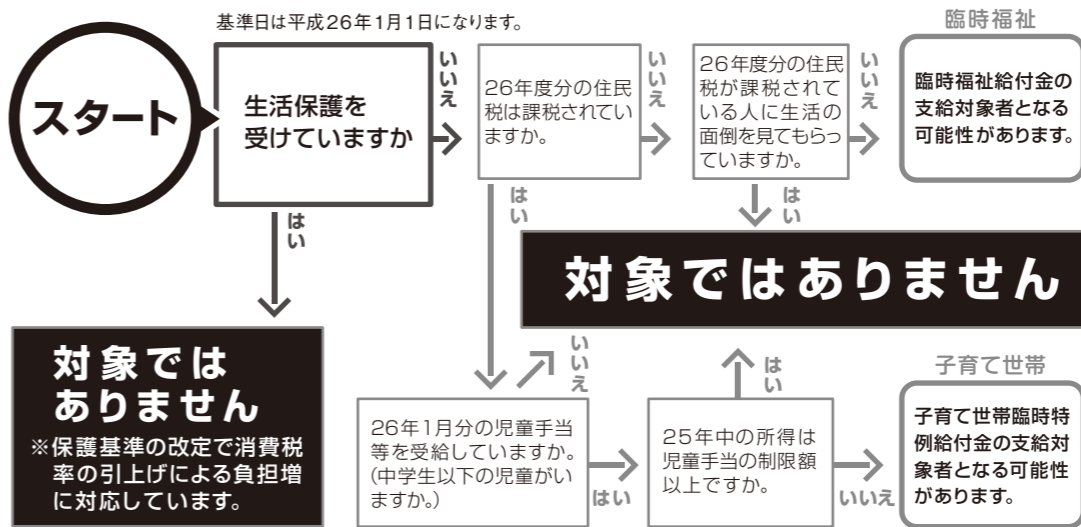 基準日は平成26年1月1日になります。
スタート
生活保護を
受けていますか
いいえ
はい
26年度分の住民
税は課税されてい
ますか。
いいえ
はい
26年度分の住民
税が課税されて
いる人に生活の
面倒を見てもらっ
ていますか。
いいえ
はい
臨時福祉
臨時福祉給付金の
支給対象者となる
可能性があります。
対象ではありません
対象では
ありません
※保護基準の改定で消費税
率の引上げによる負担増
に対応しています。
26年1月分の児童手当
等を受給していますか。
(中学生以下の児童がい
ますか。)
いいえ
はい
25年中の所得は
児童手当の制限額
以上ですか。
はい
いいえ
子育て世帯
子育て世帯臨時特
例給付金の支給対
象者となる可能性
があります。